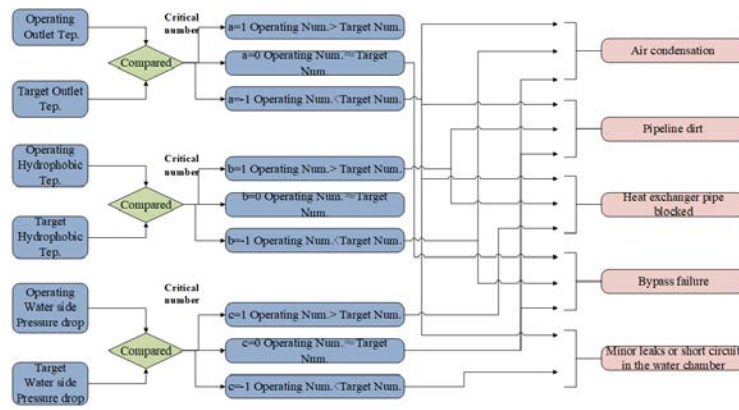 Operating
Outlet Tep.
Target Outlet
Tep.
Compared
Critical
number
a=1 Operating Num.> Target Num.
a=0 Operating Num.≈Target
Num.
a=-1 Operating Num.<Target Num.
Operating
Hydrophobic
Tep.
Target
Hydrophobic
Tep.
Compared
Critical
number
b=1 Operating Num.> Target Num.
b=0 Operating Num.≈Target
Num.
b=-1 Operating Num.<Target Num.
Operating
Water side
Pressure drop
Target
Water side
Pressure drop
Compared
Critical
number
c=1 Operating Num.> Target Num.
c=0 Operating Num.≈Target
Num.
c=-1 Operating Num.<Target Num.
Air condensation
Pipeline dirt
Heat exchanger pipe
blocked
Bypass failure
Minor leaks or short circuit
in the water chamber